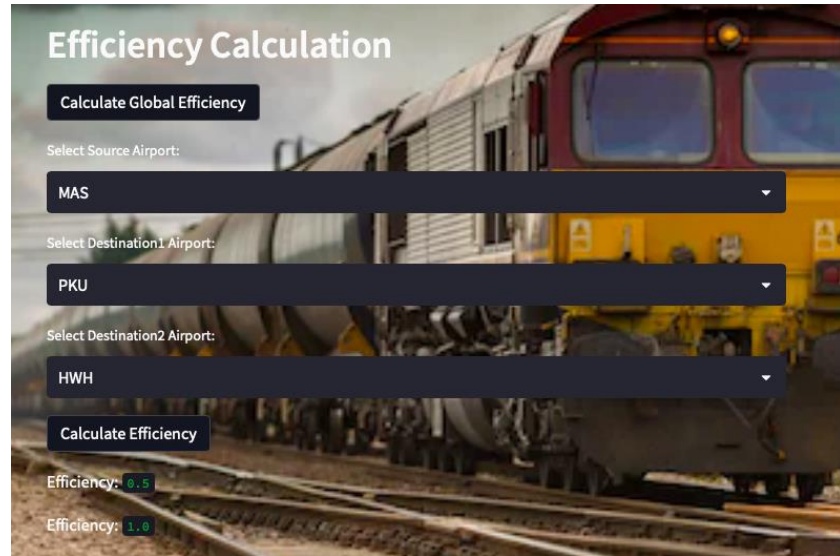 Efficiency Calculation
Calculate Global Efficiency
Select Source Airport:
MAS
Select Destination1 Airport:
PKU
Select Destination2 Airport:
HWH
Calculate Efficiency
Efficiency: 0.5
Efficiency: 1.0